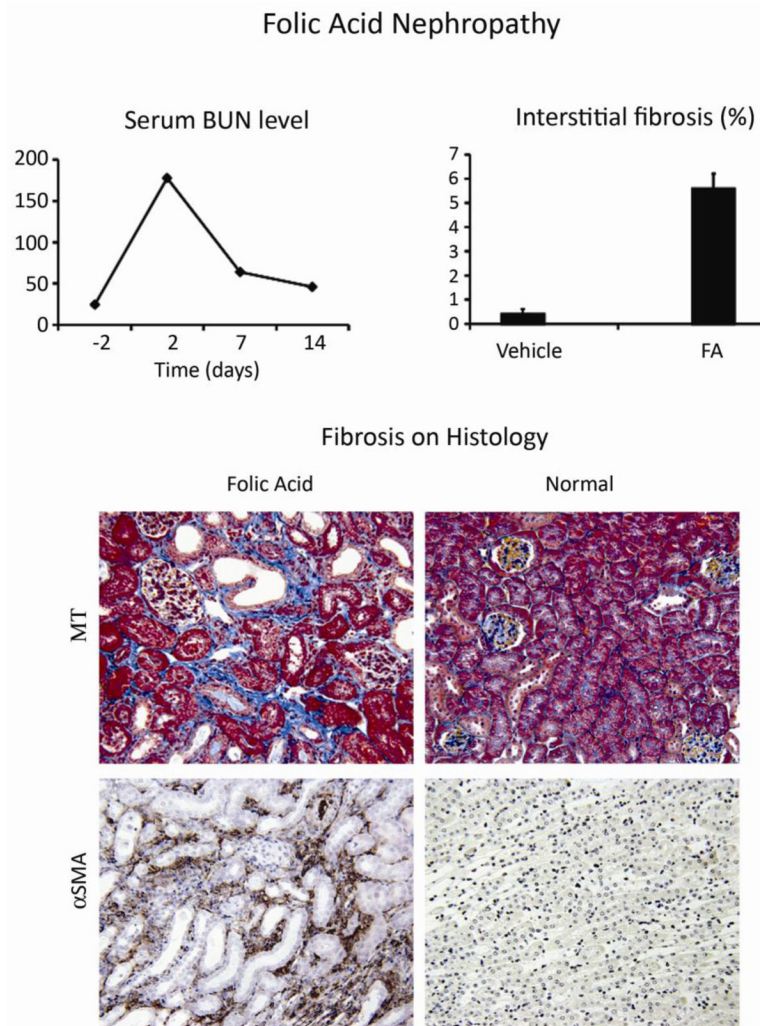 Folic Acid Nephropathy
Serum BUN level
200
150
100
50
0
-2 2 7 14
Time (days)
Interstitial fibrosis (%)
7
6
5
4
3
2
1
0
Vehicle FA
Fibrosis on Histology
Folic Acid Normal
MT
αSMA